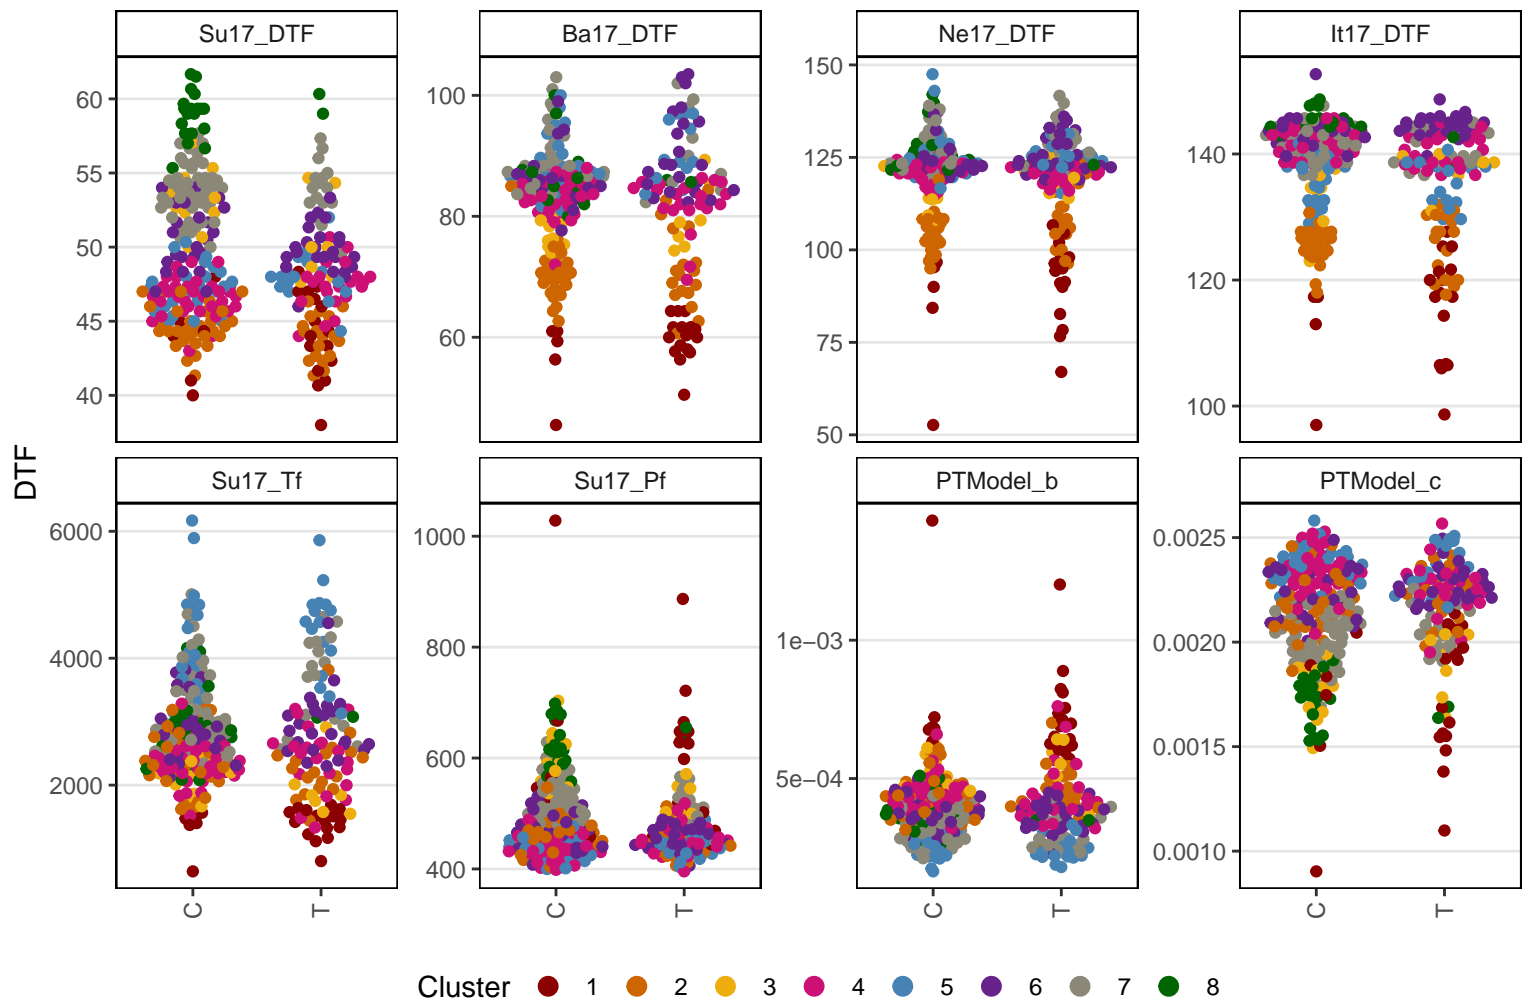 Su17_DTF
Ba17_DTF
Ne17_DTF
It17_DTF
60
55
50
45
40
100
80
60
150
125
100
75
50
140
120
100
DTF
Su17_Tf
Su17_Pf
PTModel_b
PTModel_c
6000
4000
2000
1000
800
600
400
1e−03
5e−04
0.0025
0.0020
0.0015
0.0010
C
T
C
T
C
T
C
T
Cluster 1 2 3 4 5 6 7 8